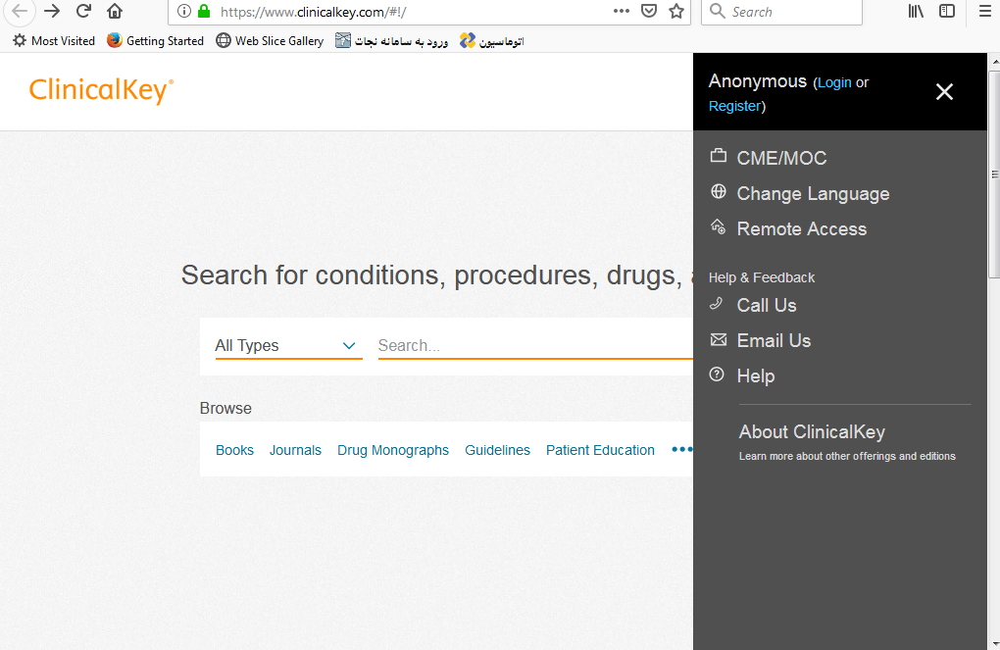 https://www.clinicalkey.com/#!/
Search
Most Visited
Getting Started
Web Slice Gallery
ورود به سامانه نجات
اتوماسیون
ClinicalKey®
Anonymous (Login or
Register)
CME/MOC
Change Language
Remote Access
Search for conditions, procedures, drugs,
Help & Feedback
Call Us
Email Us
Help
All Types
Search...
Browse
Books Journals Drug Monographs Guidelines Patient Education
About ClinicalKey
Learn more about other offerings and editions